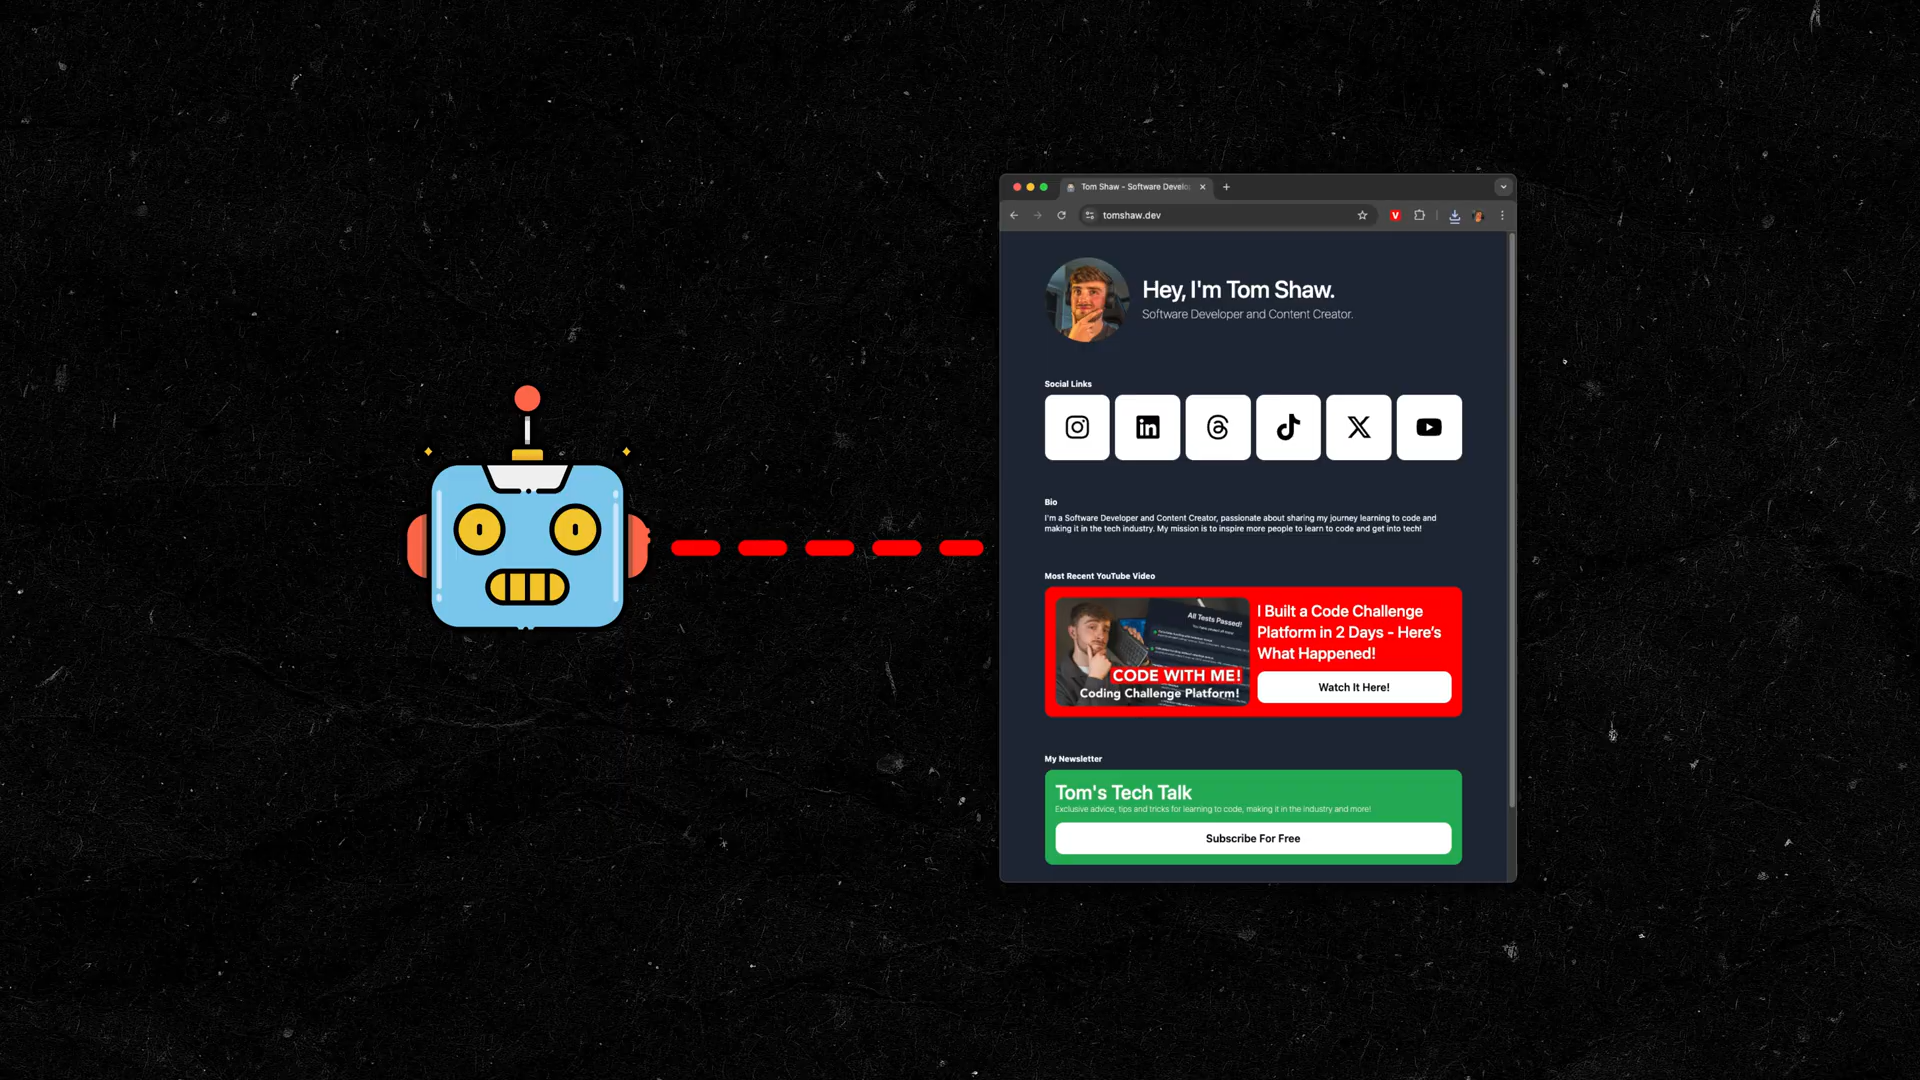 Tom Shaw - Software Develo
tomshaw.dev
Hey, I'm Tom Shaw.
Software Developer and Content Creator.
Social Links
Bio
I'm a Software Developer and Content Creator, passionate about sharing my journey learning to code and
making it in the tech industry. My mission is to inspire more people to learn to code and get into tech!
Most Recent YouTube Video
All Tests Passed!
CODE WITH ME!
Coding Challenge Platform!
I Built a Code Challenge
Platform in 2 Days - Here's
What Happened!
Watch It Here!
My Newsletter
Tom's Tech Talk
Exclusive advice, tips and tricks for learning to code, making it in the industry and more!
Subscribe For Free